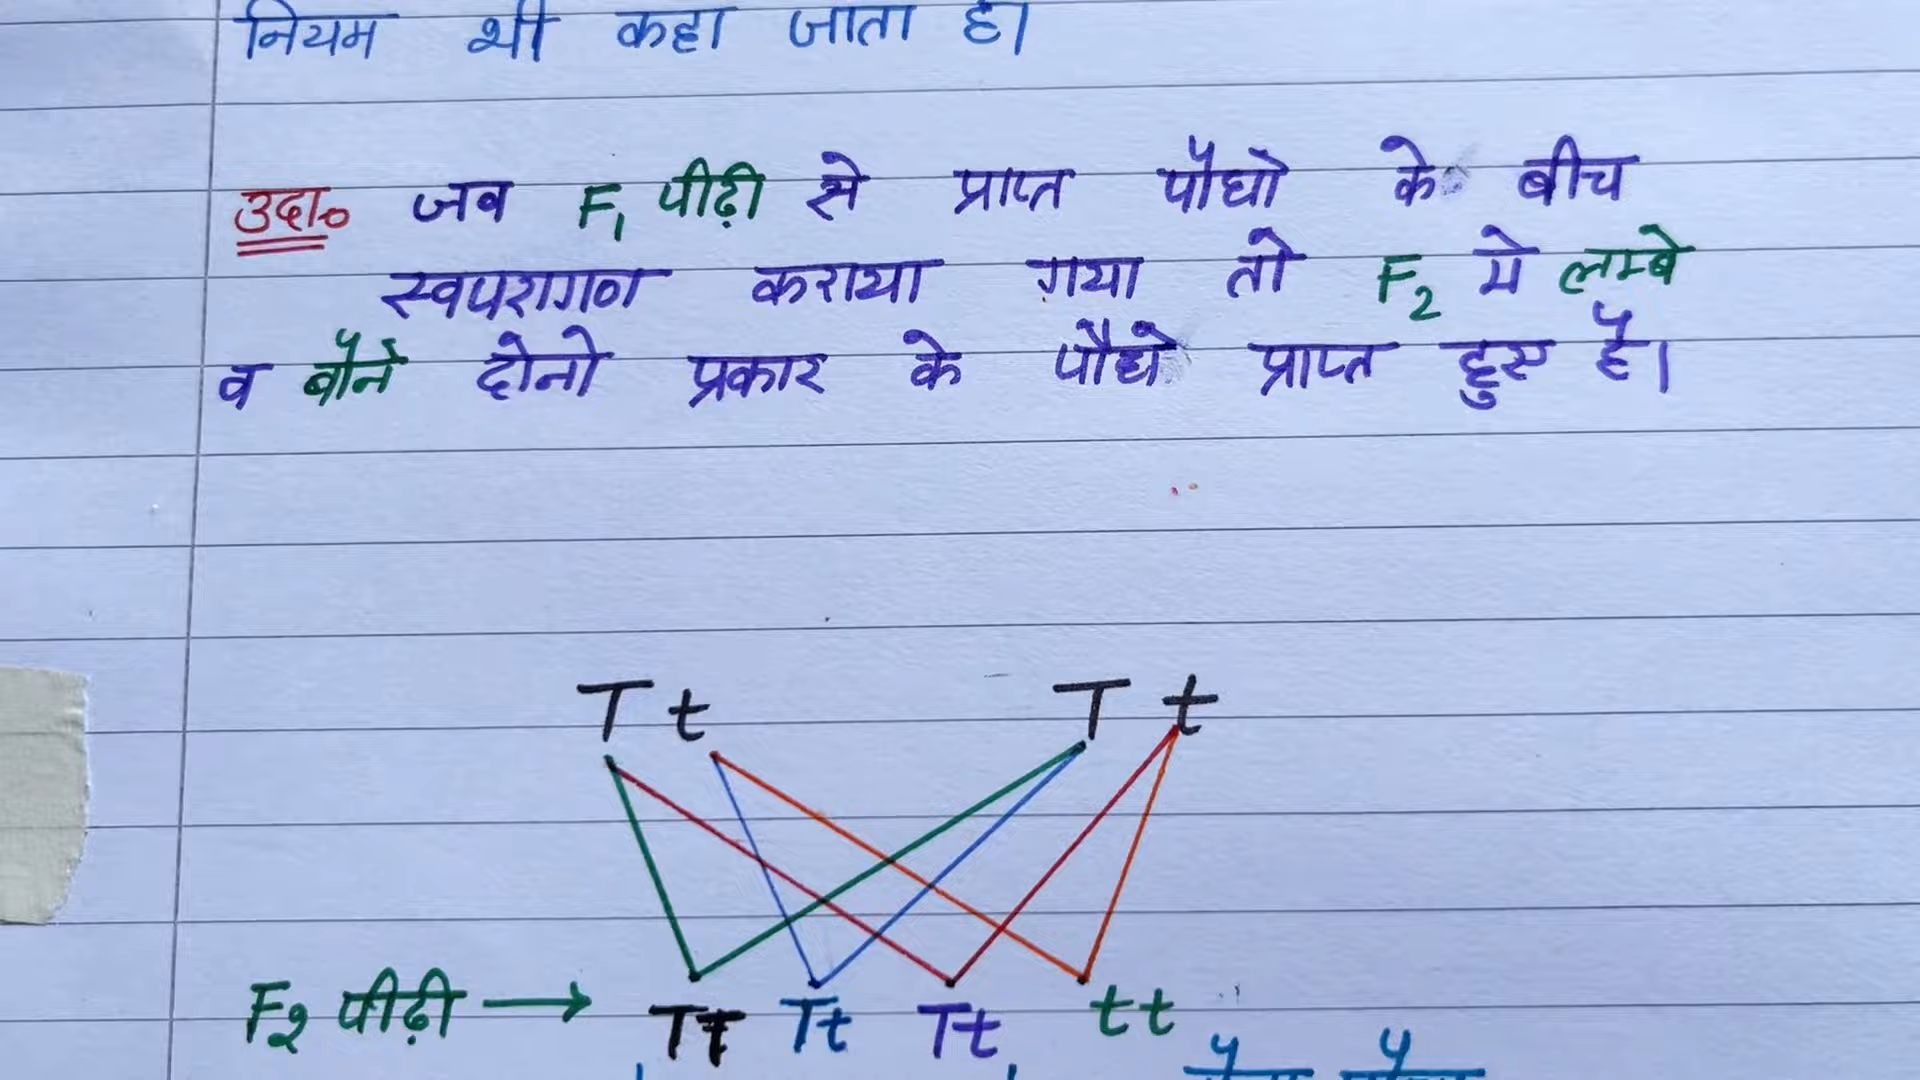 नियम भी कहा जाता है।
उदा० जब F₁ पीढ़ी से प्राप्त पौधो के बीच
स्वपरागण कराया गया तो F₂ मे लम्बे
व बौने दोनो प्रकार के पौधे प्राप्त हुए है।
T t T t
F₂ पीढ़ी → TT Tt Tt tt